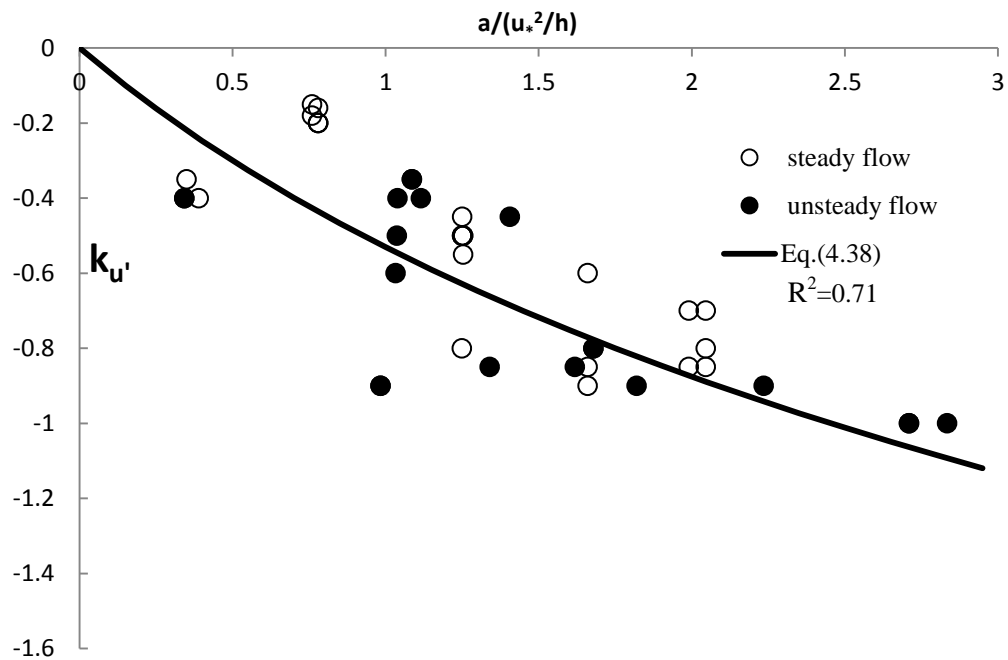 a/(u*²/h)
0
0 0.5 1 1.5 2 2.5 3
-0.2
-0.4
-0.6
-0.8
-1
-1.2
-1.4
-1.6
k_u'
steady flow
unsteady flow
Eq.(4.38)
R²=0.71